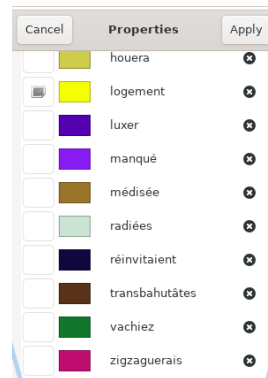 Cancel Properties Apply
houera
logement
luxer
manqué
médisée
radiées
réinvitaient
transbahutâtes
vachiez
zigzaguerais